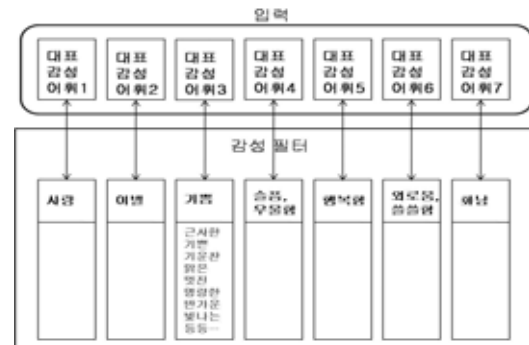 입력
대표 감성 어휘1
대표 감성 어휘2
대표 감성 어휘3
대표 감성 어휘4
대표 감성 어휘5
대표 감성 어휘6
대표 감성 어휘7
감성 필터
사랑
이별
기쁨
슬픔, 우울함
행복함
외로움, 쓸쓸함
화남
근사한
기쁜
기운찬
맑은
멋진
명랑한
반가운
빛나는
등등…